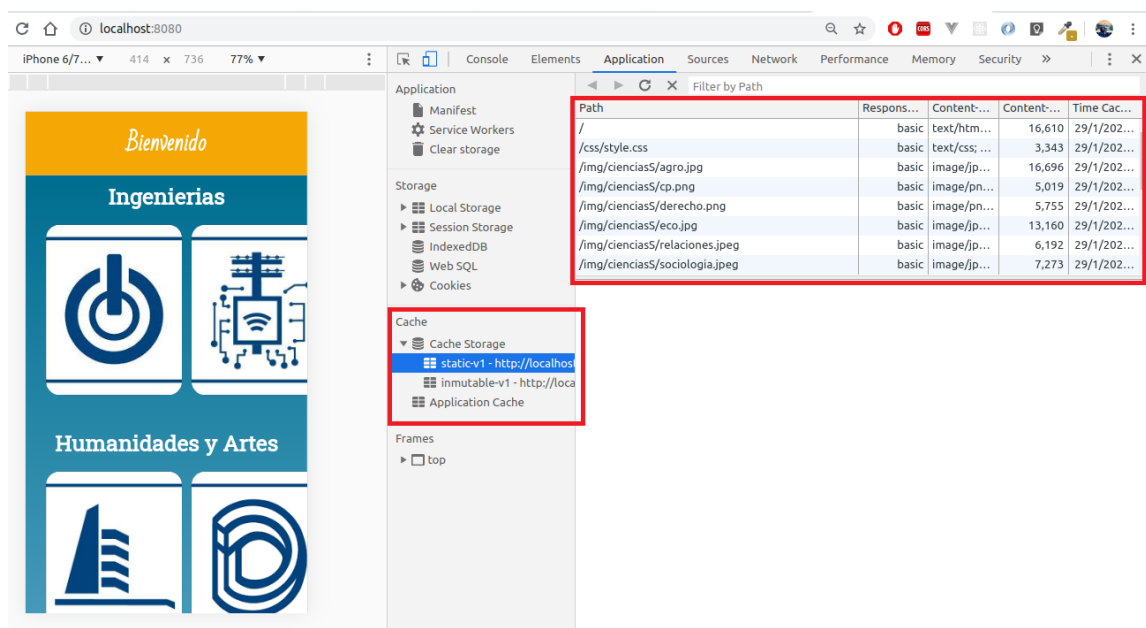 localhost:8080
CORS
iPhone 6/7... ▼ 414 x 736 77% ▼
Console Elements Application Sources Network Performance Memory Security »
Bienvenido
Ingenierias
Humanidades y Artes
Application
Manifest
Service Workers
Clear storage
Storage
Local Storage
Session Storage
IndexedDB
Web SQL
Cookies
Cache
Cache Storage
static-v1 - http://localhost
inmutable-v1 - http://loca
Application Cache
Frames
top
Filter by Path
Path Respons... Content-... Content-... Time Cac...
/ basic text/htm... 16,610 29/1/202...
/css/style.css basic text/css; ... 3,343 29/1/202...
/img/cienciasS/agro.jpg basic image/jp... 16,696 29/1/202...
/img/cienciasS/cp.png basic image/pn... 5,019 29/1/202...
/img/cienciasS/derecho.png basic image/pn... 5,755 29/1/202...
/img/cienciasS/eco.jpg basic image/jp... 13,160 29/1/202...
/img/cienciasS/relaciones.jpeg basic image/jp... 6,192 29/1/202...
/img/cienciasS/sociologia.jpeg basic image/jp... 7,273 29/1/202...